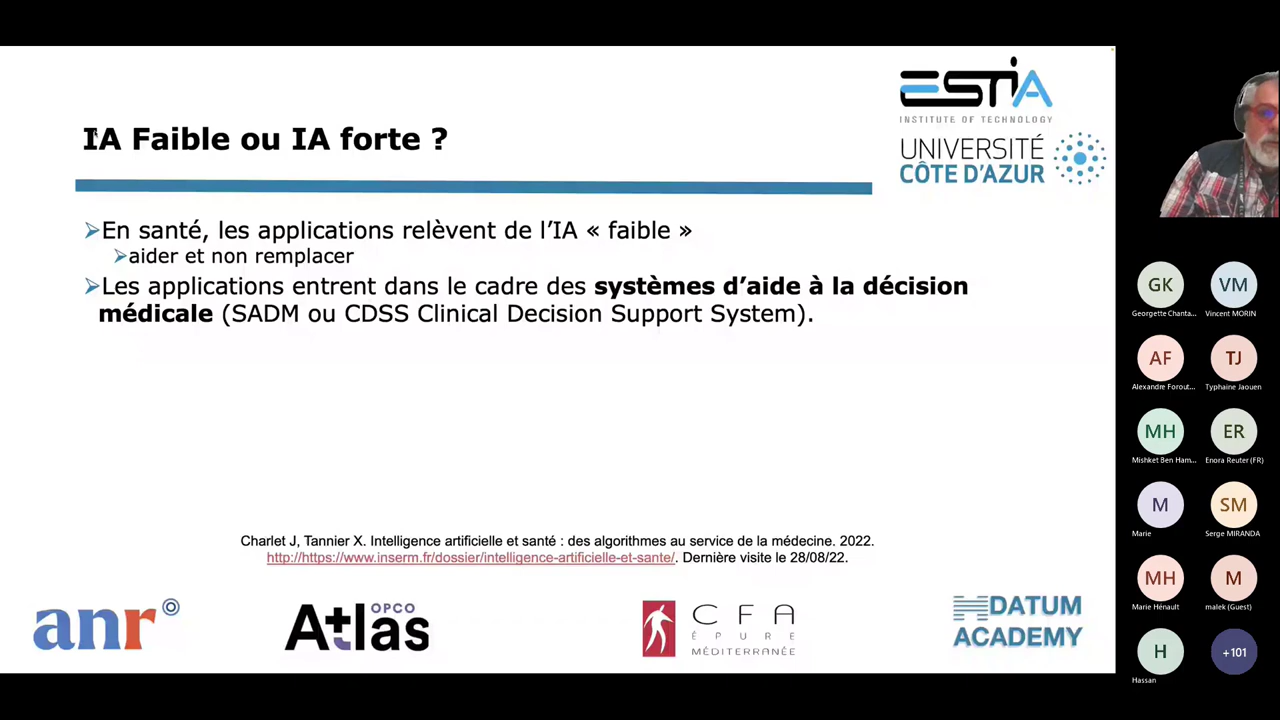 ESTIA
INSTITUTE OF TECHNOLOGY
UNIVERSITÉ
CÔTE D'AZUR
IA Faible ou IA forte ?
En santé, les applications relèvent de l'IA « faible »
aider et non remplacer
Les applications entrent dans le cadre des systèmes d'aide à la décision
médicale (SADM ou CDSS Clinical Decision Support System).
Charlet J, Tannier X. Intelligence artificielle et santé : des algorithmes au service de la médecine. 2022.
http://https://www.inserm.fr/dossier/intelligence-artificielle-et-sante/. Dernière visite le 28/08/22.
anr
OPCO
Atlas
CFA
ÉPURE
MÉDITERRANÉE
DATUM
ACADEMY
GK VM
Georgette Chanta... Vincent MORIN
AF TJ
Alexandre Forout... Typhaine Jaouen
MH ER
Mishket Ben Ham... Enora Reuter (FR)
M SM
Marie Serge MIRANDA
MH M
Marie Hénault malek (Guest)
H +101
Hassan